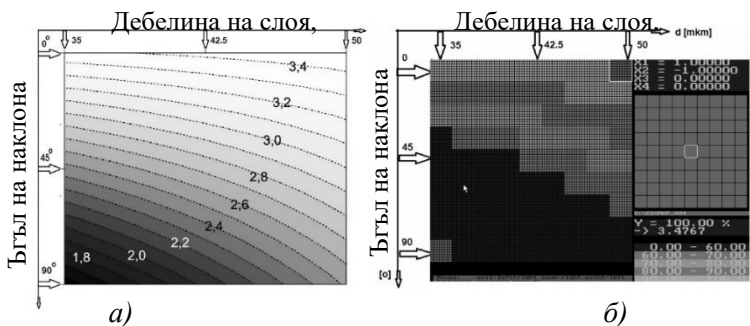 Дебелина на слоя,
35
42.5
50
0°
45°
90°
Ъгъл на наклона
3,4
3,2
3,0
2,8
2,6
2,4
2,2
2,0
1,8
а)
Дебелина на слоя,
d [mkm]
35
42.5
50
0
45
90
[o]
Ъгъл на наклона
X1 = 1.00000
X2 = -1.00000
X3 = 0.00000
X4 = 0.00000
Y = 100.00 %
-> 3.4767
0.00 - 60.00
60.00 - 70.00
70.00 - 80.00
80.00 - 90.00
б)